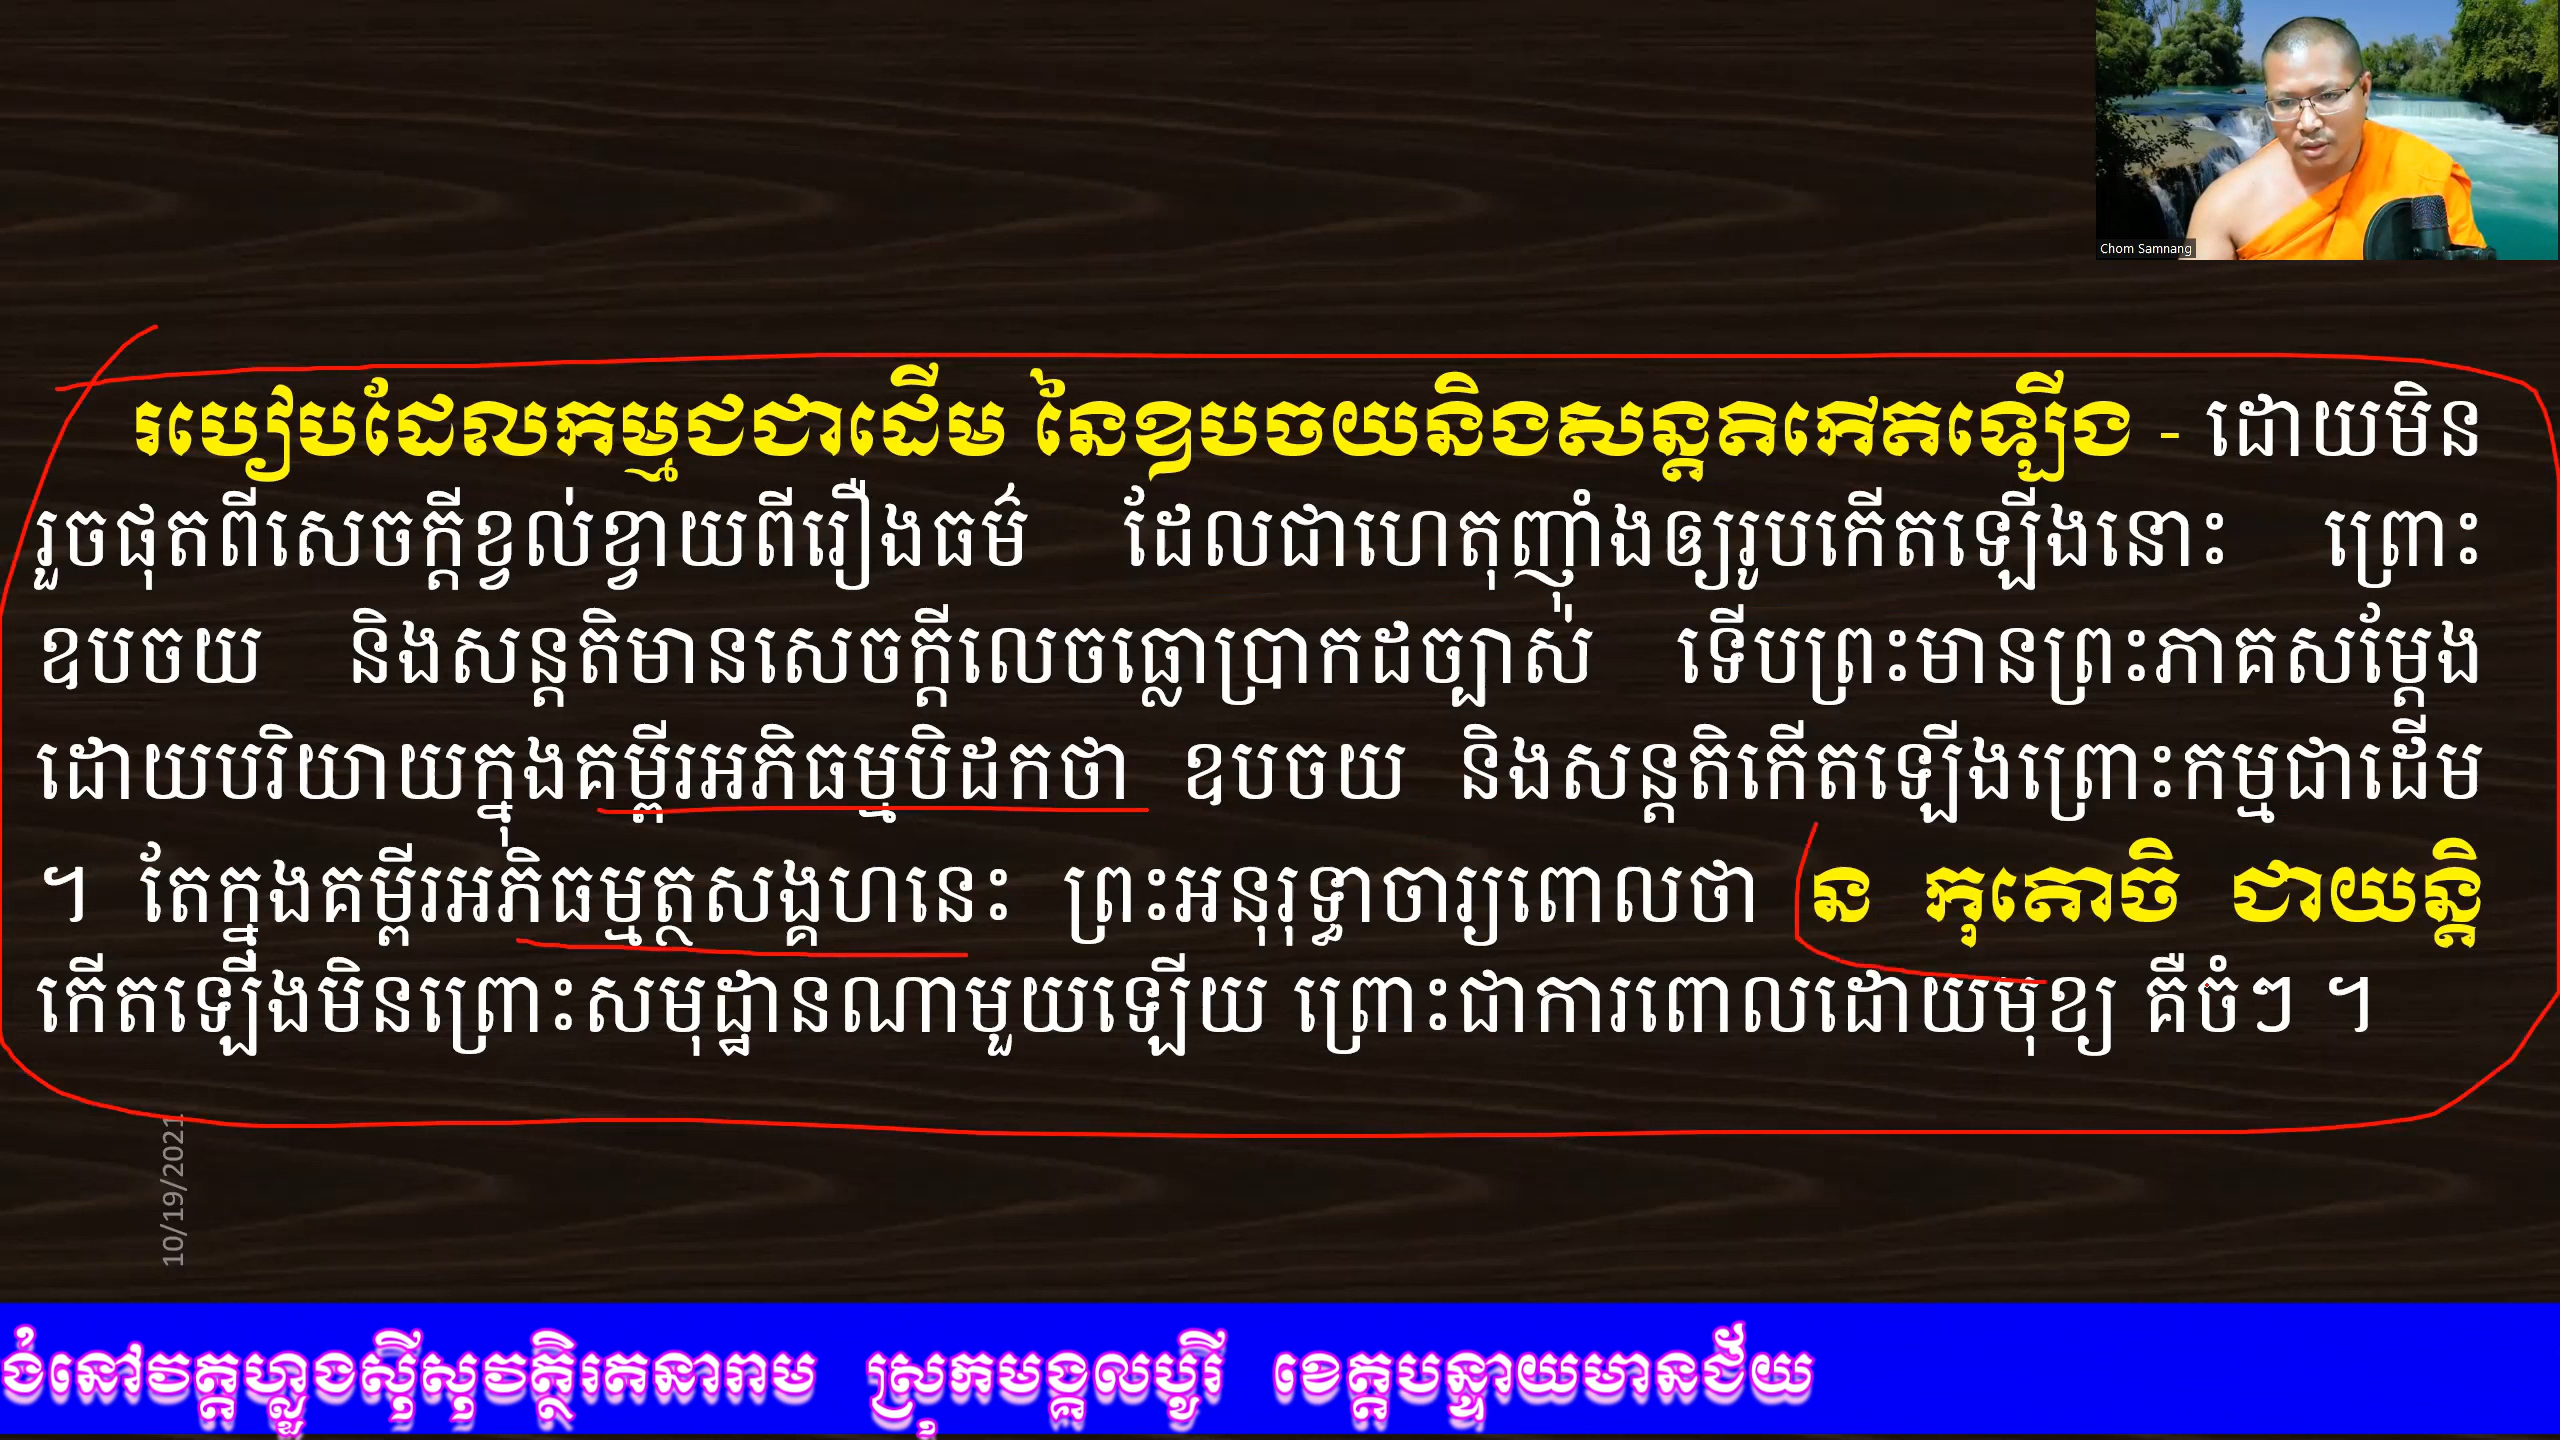 Chom Samnang
របៀបដែលកម្មជជាដើម នៃឧបចយនិងសន្តតិកើតឡើង - ដោយមិន
រួចផុតពីសេចក្តីខ្វល់ខ្វាយពីរឿងធម៌ ដែលជាហេតុញ៉ាំងឲ្យរូបកើតឡើងនោះ ព្រោះ
ឧបចយ និងសន្តតិមានសេចក្តីលេចធ្លោប្រាកដច្បាស់ ទើបព្រះមានព្រះភាគសម្តែង
ដោយបរិយាយក្នុងគម្ពីរអភិធម្មបិដកថា ឧបចយ និងសន្តតិកើតឡើងព្រោះកម្មជាដើម
។ តែក្នុងគម្ពីរអភិធម្មត្ថសង្គហនេះ ព្រះអនុរុទ្ធាចារ្យពោលថា ន កុតោចិ ជាយន្តិ
កើតឡើងមិនព្រោះសមុដ្ឋានណាមួយឡើយ ព្រោះជាការពោលដោយមុខ្យ គឺចំៗ ។
10/19/2021
ង់នៅវត្តហ្លួងស្តីសុវត្ថិរតនារាម ស្រុកមង្គលបូរី ខេត្តបន្ទាយមានជ័យ